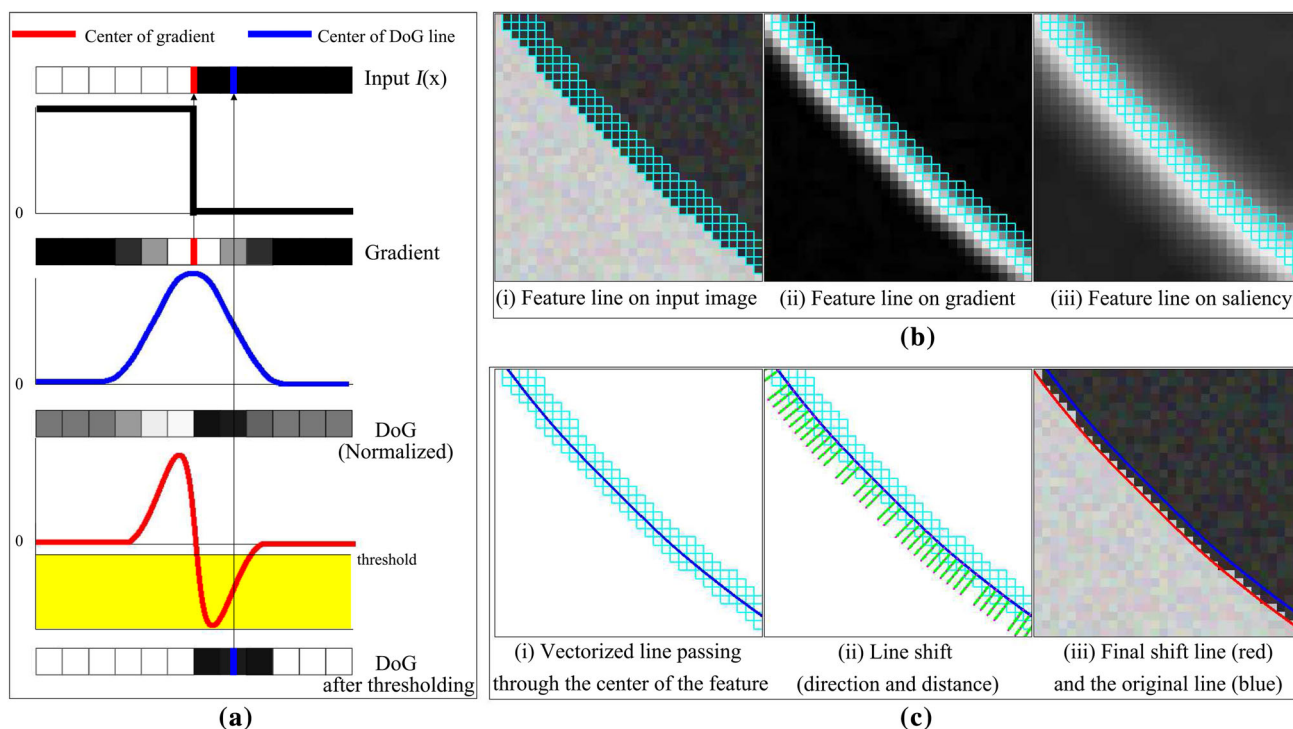 Center of gradient
Center of DoG line
Input I(x)
0
Gradient
0
DoG
(Normalized)
0
threshold
DoG
after thresholding
(a)
(i) Feature line on input image
(ii) Feature line on gradient
(iii) Feature line on saliency
(b)
(i) Vectorized line passing
through the center of the feature
(ii) Line shift
(direction and distance)
(iii) Final shift line (red)
and the original line (blue)
(c)